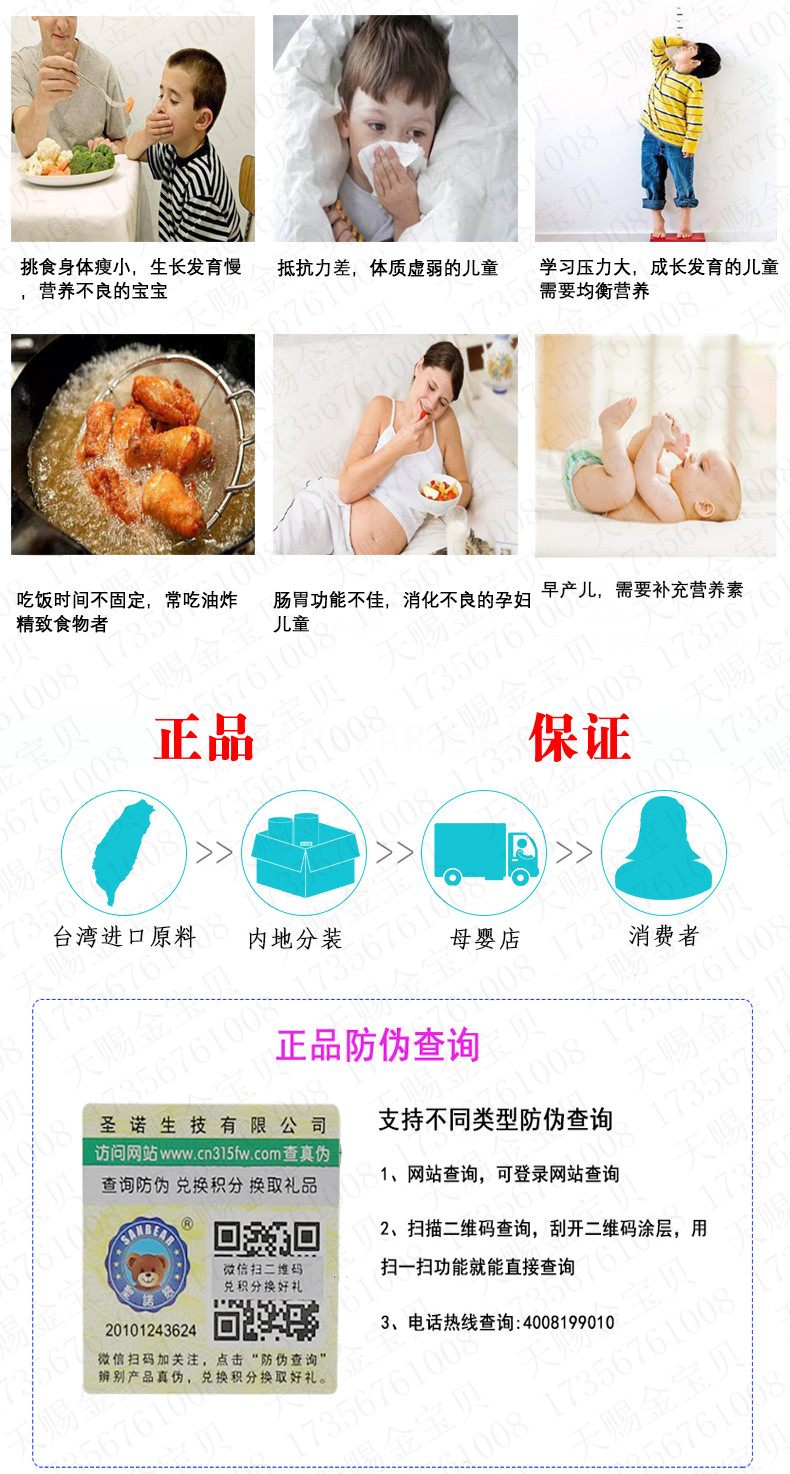 挑食身体瘦小，生长发育慢
，营养不良的宝宝
抵抗力差，体质虚弱的儿童
学习压力大，成长发育的儿童
需要均衡营养
吃饭时间不固定，常吃油炸
精致食物者
肠胃功能不佳，消化不良的孕妇
儿童
早产儿，需要补充营养素
正品 保证
台湾进口原料
内地分装
母婴店
消费者
正品防伪查询
圣诺生技有限公司
访问网站www.cn315fw.com查真伪
查询防伪 兑换积分 换取礼品
SANBEAR
®
圣诺熊
微信扫二维码
兑积分换好礼
20101243624
微信扫码加关注，点击“防伪查询”
辨别产品真伪，兑换积分换取好礼。
支持不同类型防伪查询
1、网站查询，可登录网站查询
2、扫描二维码查询，刮开二维码涂层，用
扫一扫功能就能直接查询
3、电话热线查询:4008199010
天赐金宝贝 17356761008